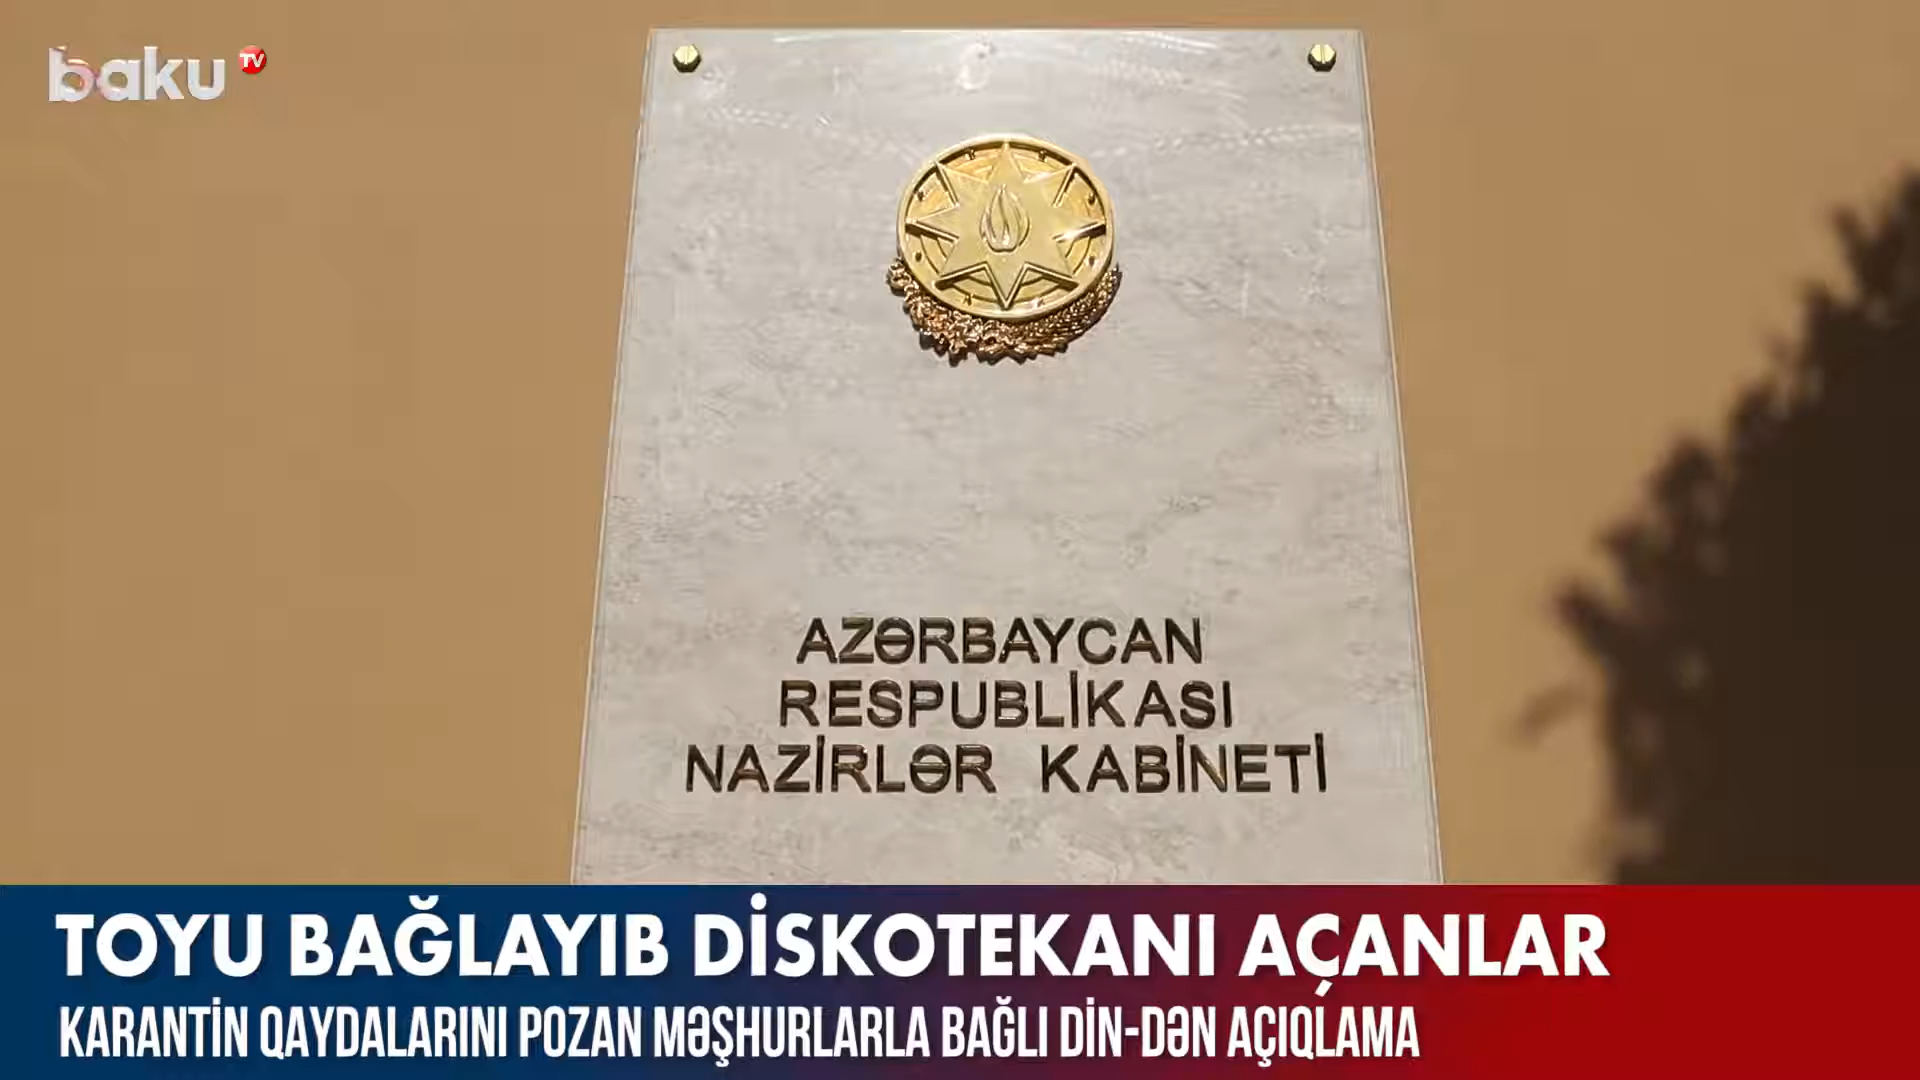 baku TV
AZƏRBAYCAN
RESPUBLİKASI
NAZİRLƏR KABİNETİ
TOYU BAĞLAYIB DİSKOTEKANI AÇANLAR
KARANTİN QAYDALARINI POZAN MƏŞHURLARLA BAĞLI DİN-DƏN AÇIQLAMA